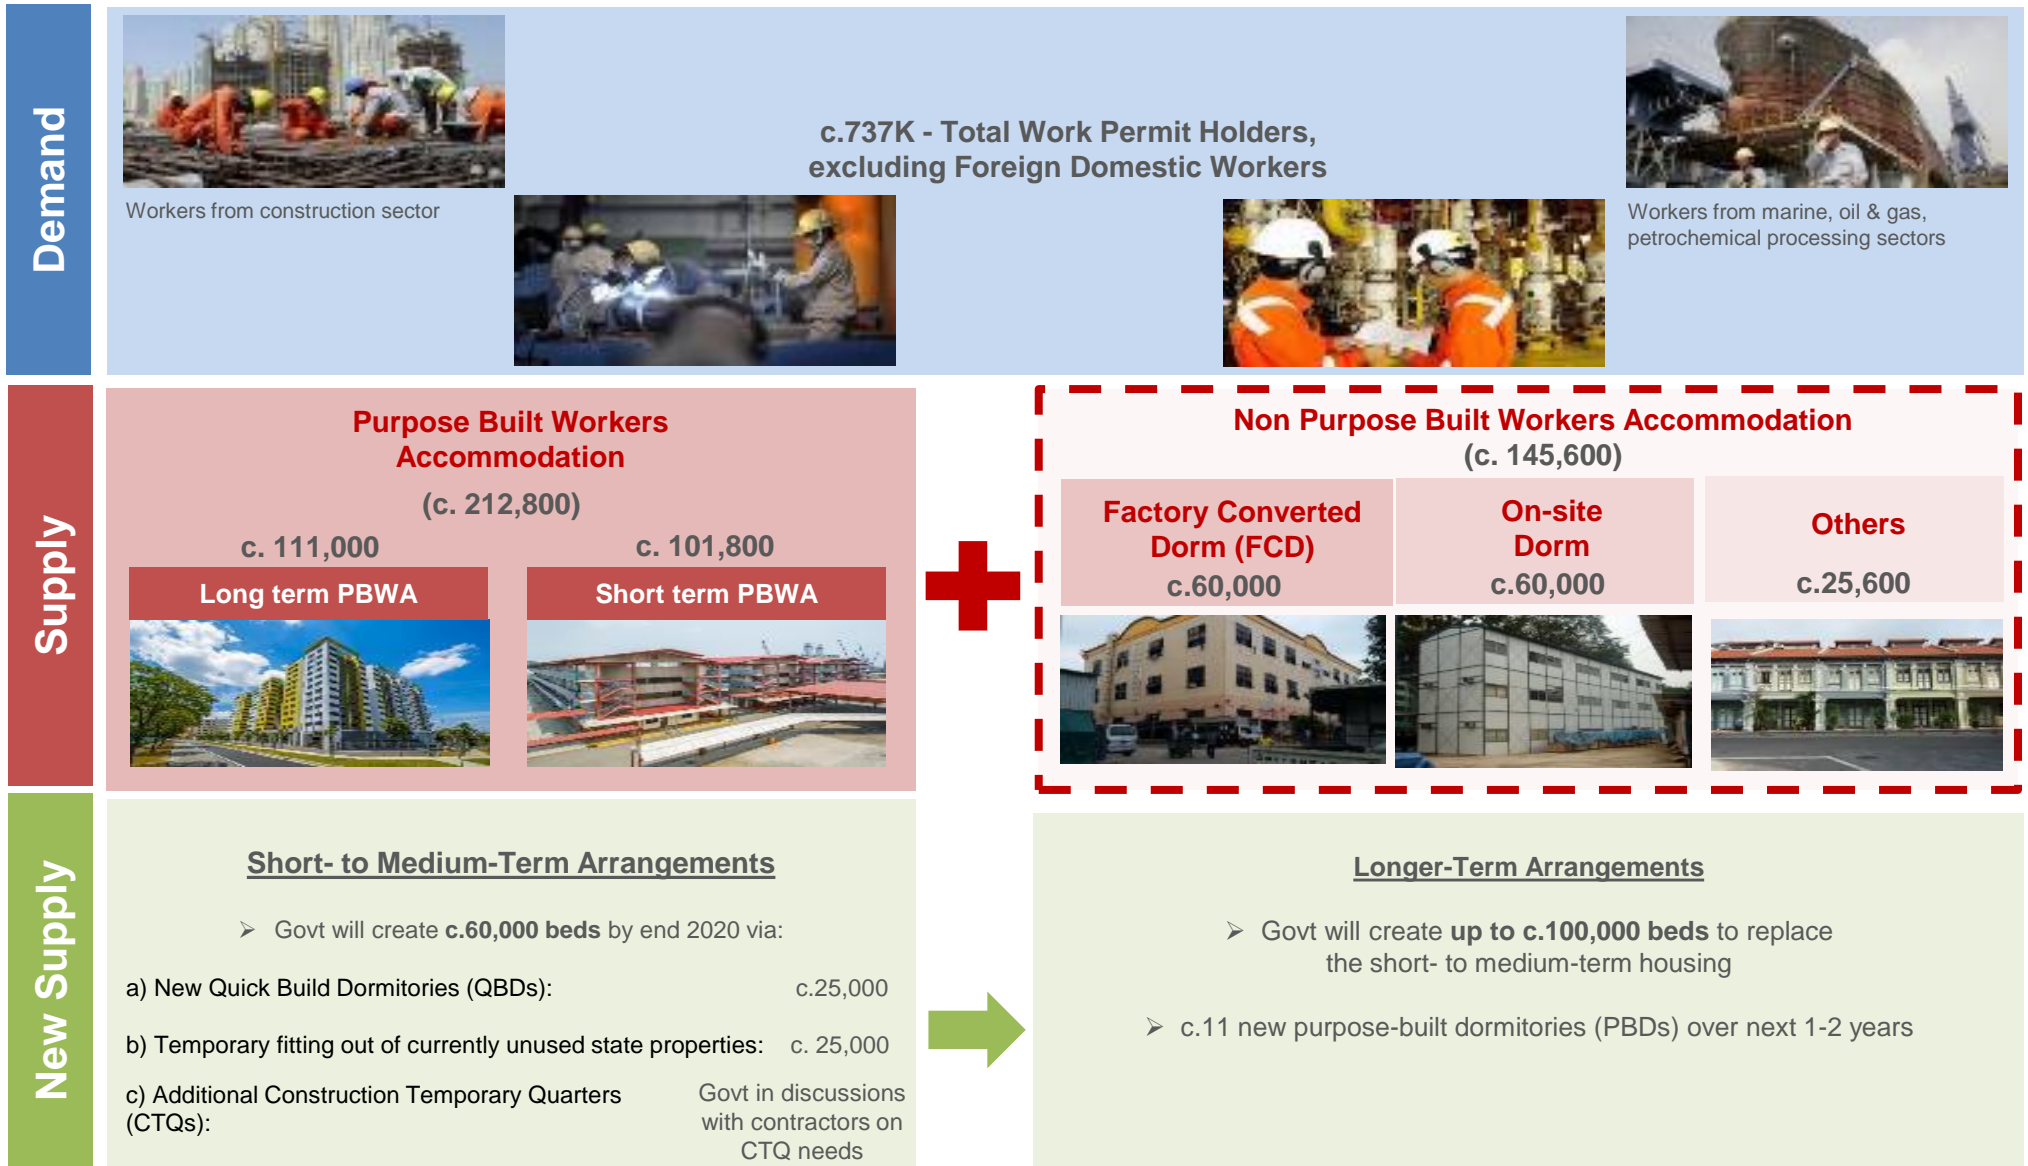 Demand
c.737K - Total Work Permit Holders,
excluding Foreign Domestic Workers
Workers from construction sector
Workers from marine, oil & gas,
petrochemical processing sectors
Supply
Purpose Built Workers
Accommodation
(c. 212,800)
c. 111,000
Long term PBWA
c. 101,800
Short term PBWA
Non Purpose Built Workers Accommodation
(c. 145,600)
Factory Converted
Dorm (FCD)
c.60,000
On-site
Dorm
c.60,000
Others
c.25,600
New Supply
Short- to Medium-Term Arrangements
➢ Govt will create c.60,000 beds by end 2020 via:
a) New Quick Build Dormitories (QBDs): c.25,000
b) Temporary fitting out of currently unused state properties: c. 25,000
c) Additional Construction Temporary Quarters
(CTQs):
Govt in discussions
with contractors on
CTQ needs
Longer-Term Arrangements
➢ Govt will create up to c.100,000 beds to replace
the short- to medium-term housing
➢ c.11 new purpose-built dormitories (PBDs) over next 1-2 years